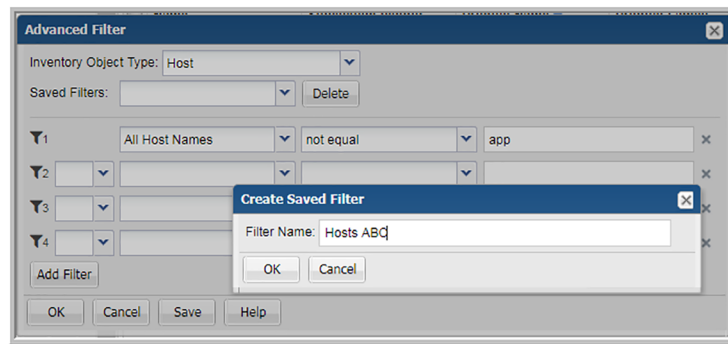 Advanced Filter
Inventory Object Type: Host
Saved Filters: Delete
1 All Host Names not equal app
2
3
4
Create Saved Filter
Filter Name: Hosts ABC
OK Cancel
Add Filter
OK Cancel Save Help